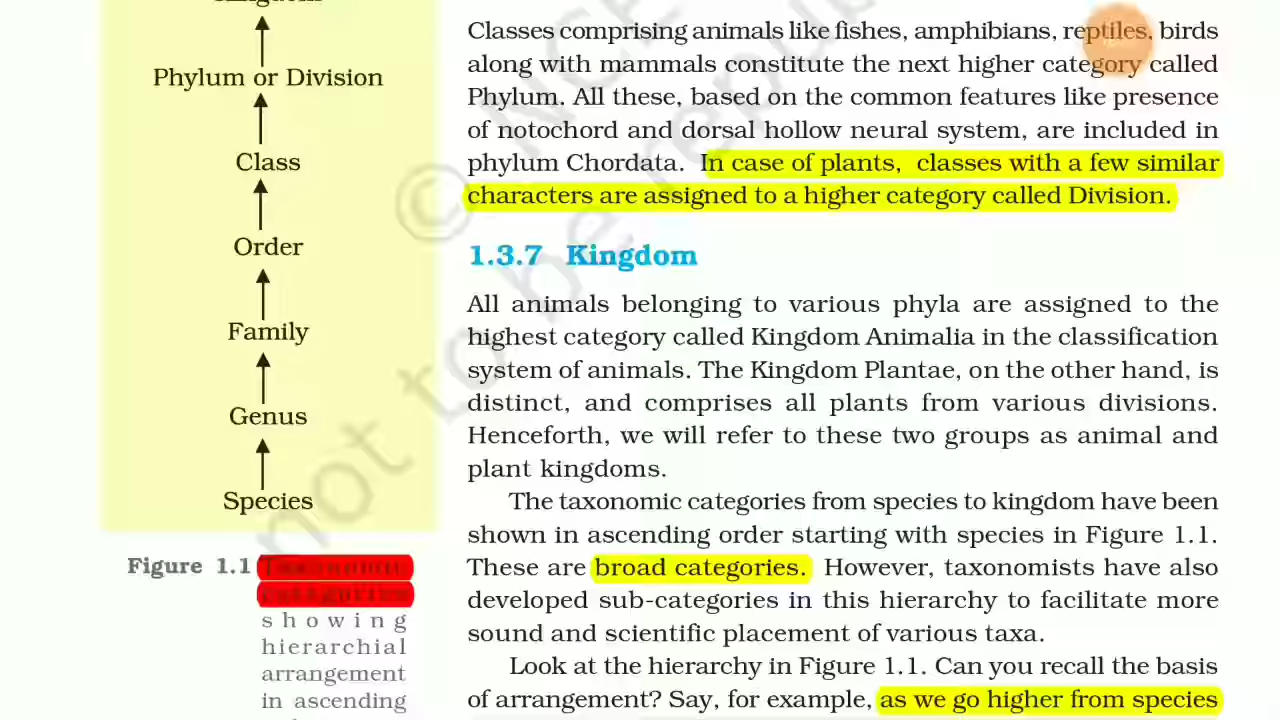 Kingdom
Phylum or Division
Class
Order
Family
Genus
Species
Figure 1.1 Taxonomic
categories
showing
hierarchial
arrangement
in ascending
Classes comprising animals like fishes, amphibians, reptiles, birds
along with mammals constitute the next higher category called
Phylum. All these, based on the common features like presence
of notochord and dorsal hollow neural system, are included in
phylum Chordata. In case of plants, classes with a few similar
characters are assigned to a higher category called Division.
1.3.7 Kingdom
All animals belonging to various phyla are assigned to the
highest category called Kingdom Animalia in the classification
system of animals. The Kingdom Plantae, on the other hand, is
distinct, and comprises all plants from various divisions.
Henceforth, we will refer to these two groups as animal and
plant kingdoms.
The taxonomic categories from species to kingdom have been
shown in ascending order starting with species in Figure 1.1.
These are broad categories. However, taxonomists have also
developed sub-categories in this hierarchy to facilitate more
sound and scientific placement of various taxa.
Look at the hierarchy in Figure 1.1. Can you recall the basis
of arrangement? Say, for example, as we go higher from species
not to be